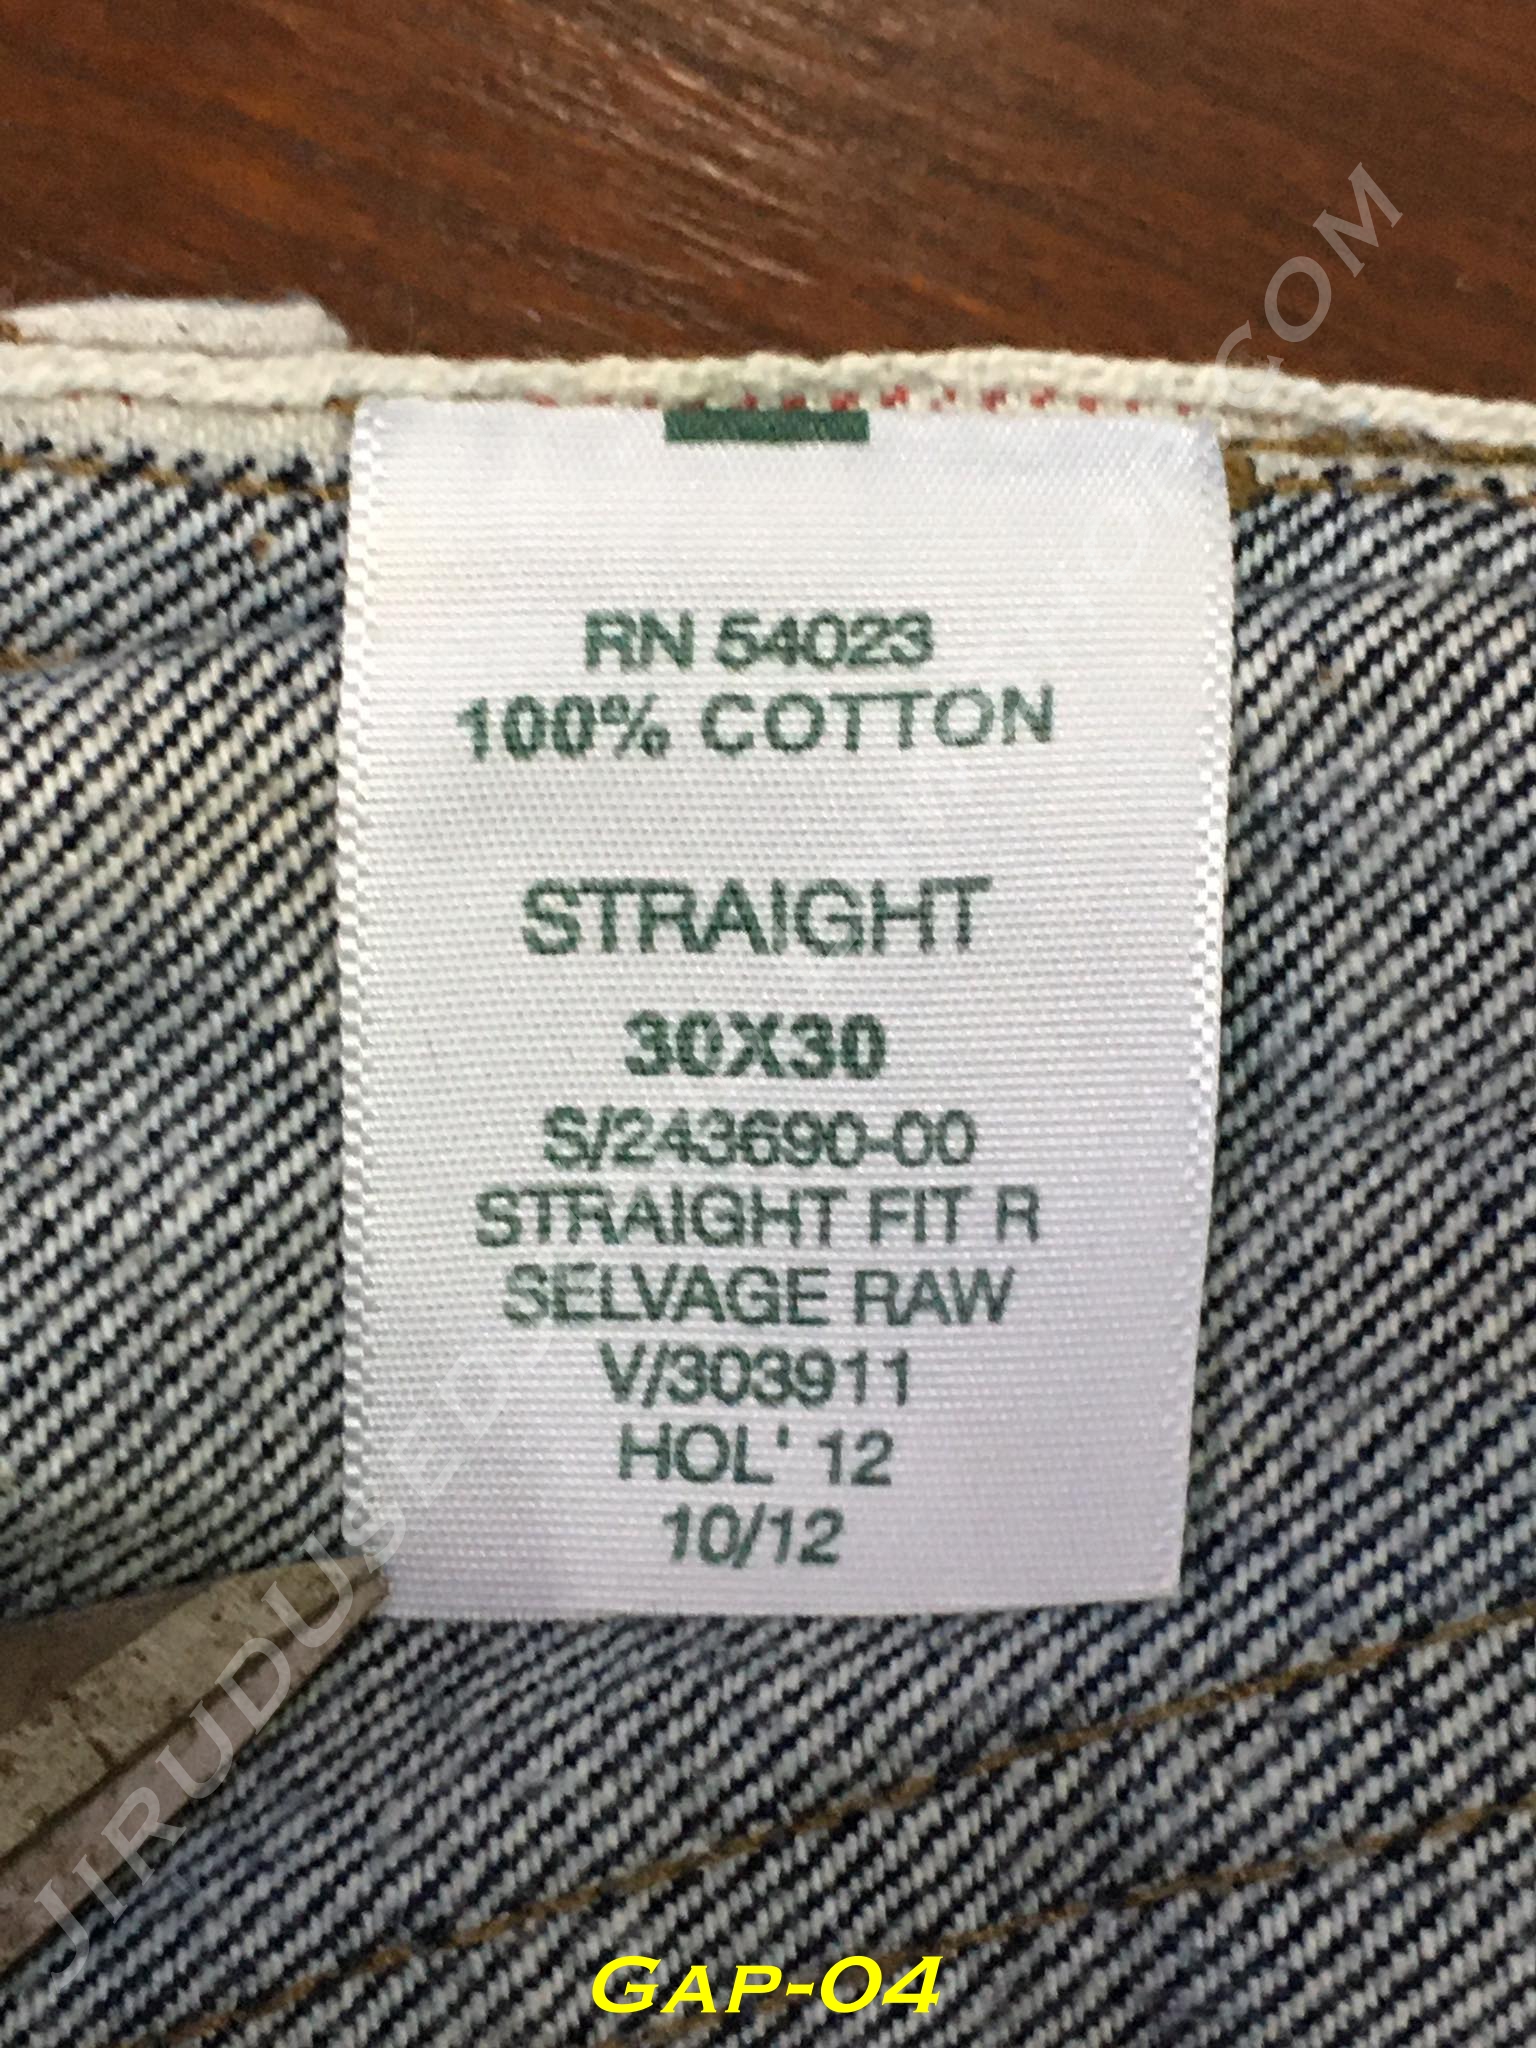 RN 54023
100% COTTON
STRAIGHT
30X30
S/243690-00
STRAIGHT FIT R
SELVAGE RAW
V/303911
HOL' 12
10/12
GAP-04